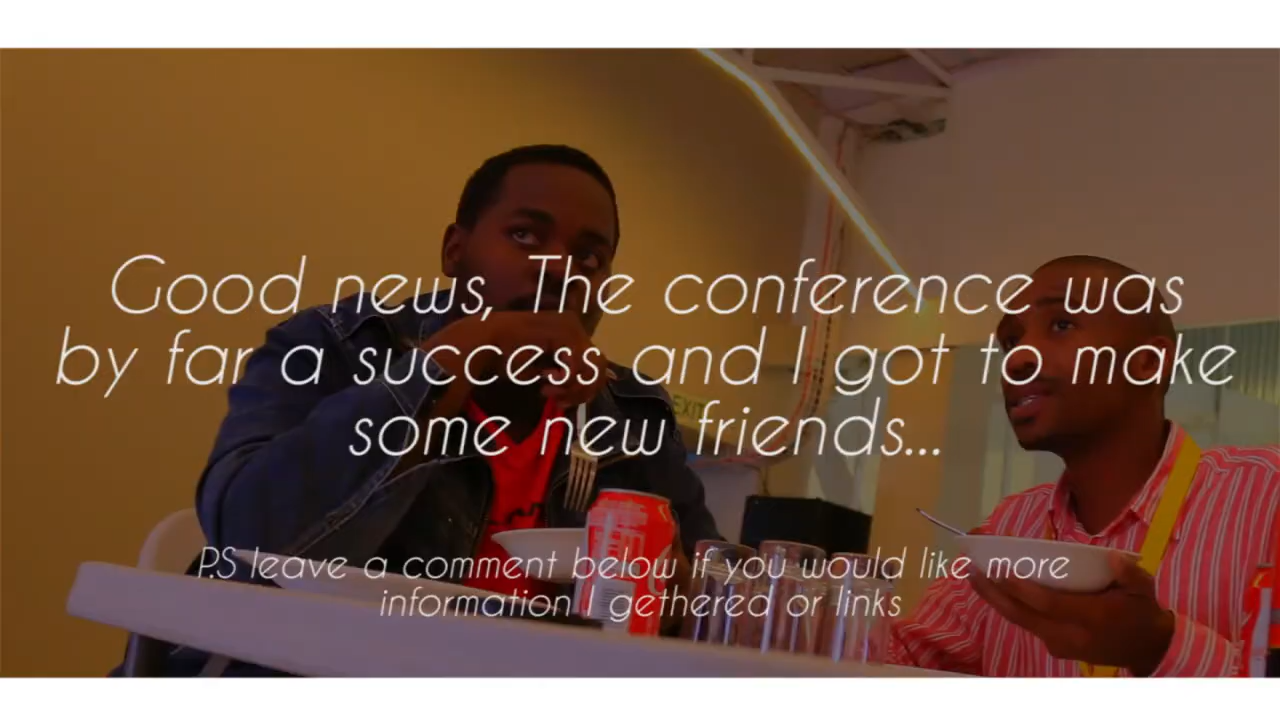 Good news, The conference was
by far a success and I got to make
some new friends...
EXIT
P.S leave a comment below if you would like more
information I gethered or links